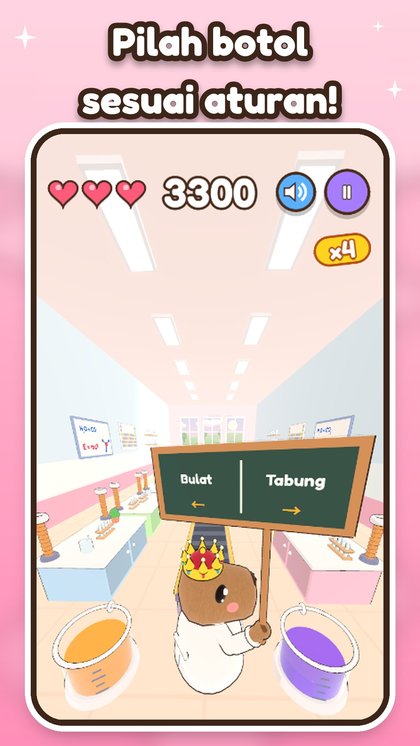 Pilah botol
sesuai aturan!
3300
x4
Bulat
Tabung
←
→